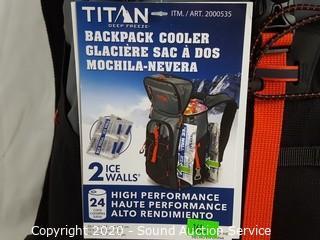 TITAN
DEEP FREEZE®
ITM. / ART. 2000535
BACKPACK COOLER
GLACIÈRE SAC À DOS
MOCHILA-NEVERA
2 ICE
WALLS®
24
HIGH PERFORMANCE
HAUTE PERFORMANCE
ALTO RENDIMIENTO
Copyright 2020 - Sound Auction Service